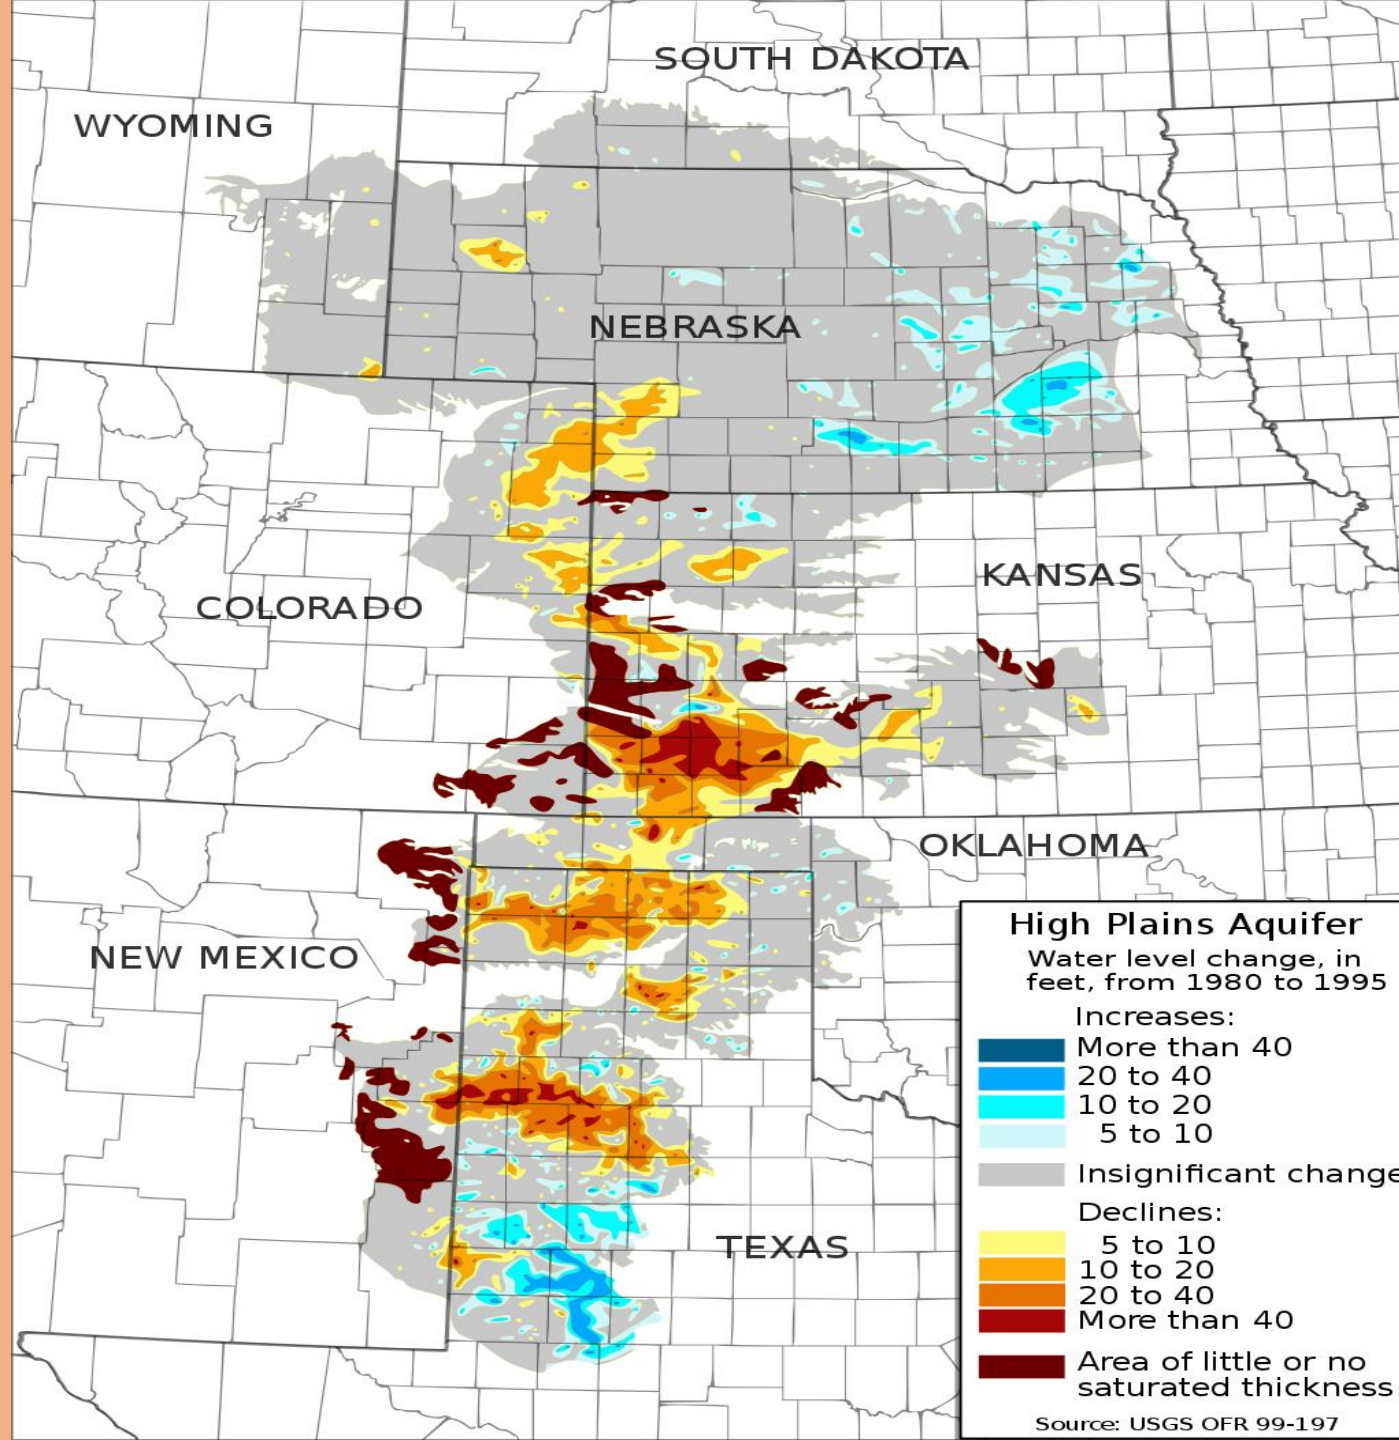 SOUTH DAKOTA
WYOMING
NEBRASKA
KANSAS
COLORADO
OKLAHOMA
NEW MEXICO
TEXAS
High Plains Aquifer
Water level change, in
feet, from 1980 to 1995
Increases:
More than 40
20 to 40
10 to 20
5 to 10
Insignificant change
Declines:
5 to 10
10 to 20
20 to 40
More than 40
Area of little or no
saturated thickness
Source: USGS OFR 99-197